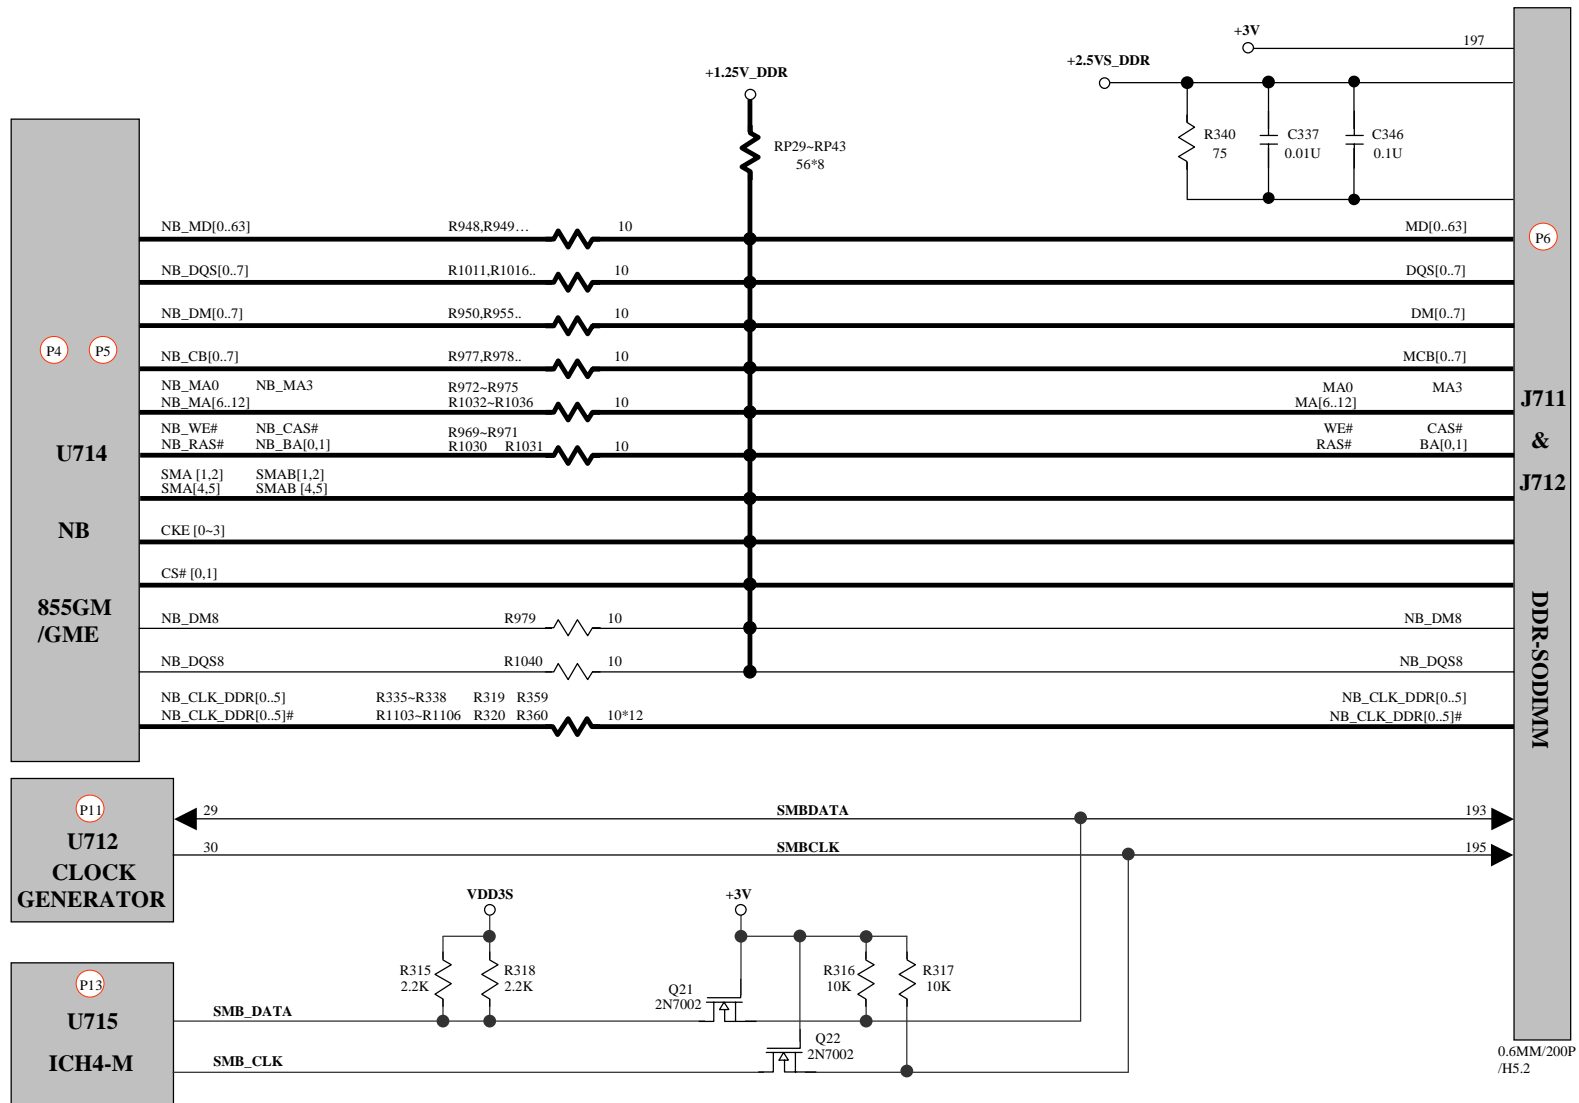 +3V
197
+2.5VS_DDR
+1.25V_DDR
R340
75
C337
0.01U
C346
0.1U
RP29~RP43
56*8
NB_MD[0..63] R948,R949... 10 MD[0..63]
P6
NB_DQS[0..7] R1011,R1016.. 10 DQS[0..7]
NB_DM[0..7] R950,R955.. 10 DM[0..7]
P4 P5
NB_CB[0..7] R977,R978.. 10 MCB[0..7]
NB_MA0 NB_MA3 R972~R975 MA0 MA3
NB_MA[6..12] R1032~R1036 10 MA[6..12]
NB_WE# NB_CAS# R969~R971 WE# CAS#
NB_RAS# NB_BA[0,1] R1030 R1031 10 RAS# BA[0,1]
SMA [1,2] SMAB[1,2]
SMA[4,5] SMAB [4,5]
CKE [0~3]
CS# [0,1]
NB_DM8 R979 10 NB_DM8
NB_DQS8 R1040 10 NB_DQS8
NB_CLK_DDR[0..5] R335~R338 R319 R359 NB_CLK_DDR[0..5]
NB_CLK_DDR[0..5]# R1103~R1106 R320 R360 10*12 NB_CLK_DDR[0..5]#
U714
NB
855GM
/GME
J711
&
J712
DDR-SODIMM
P11
U712
CLOCK
GENERATOR
29 SMBDATA 193
30 SMBCLK 195
VDD3S
+3V
R315
2.2K
R318
2.2K
Q21
2N7002
R316
10K
R317
10K
P13
U715
ICH4-M
SMB_DATA
Q22
2N7002
SMB_CLK
0.6MM/200P
/H5.2